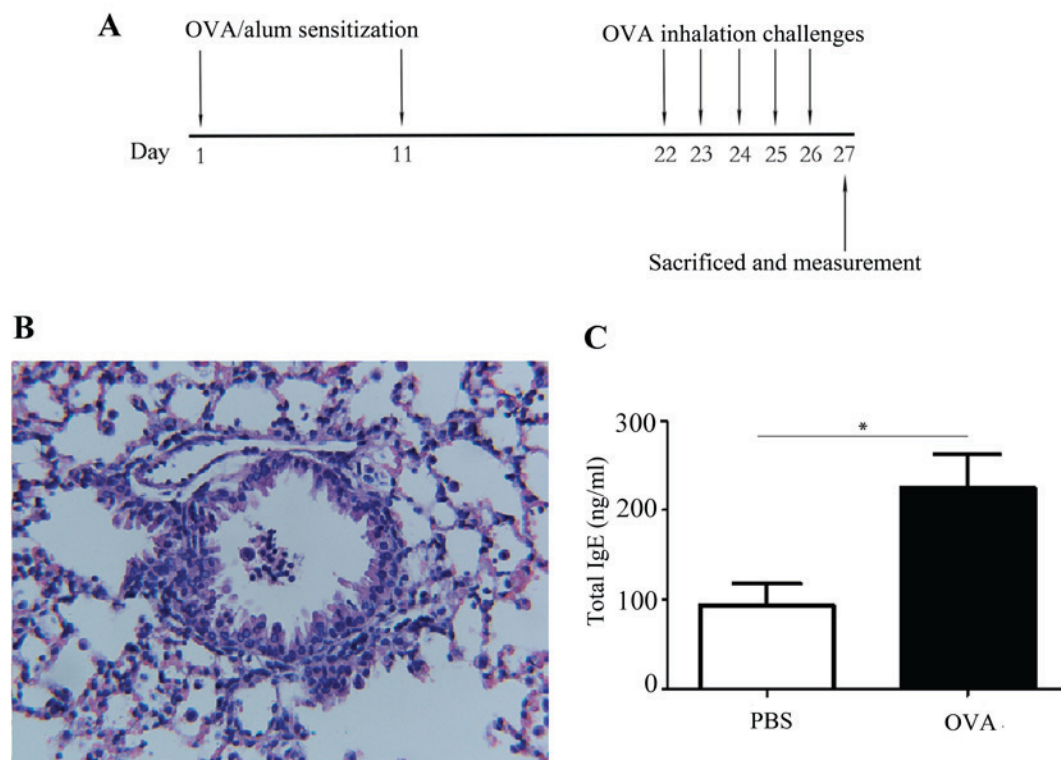 A
OVA/alum sensitization
OVA inhalation challenges
Day
1
11
22
23
24
25
26
27
Sacrificed and measurement
B
C
Total IgE (ng/ml)
300
200
100
0
*
PBS
OVA